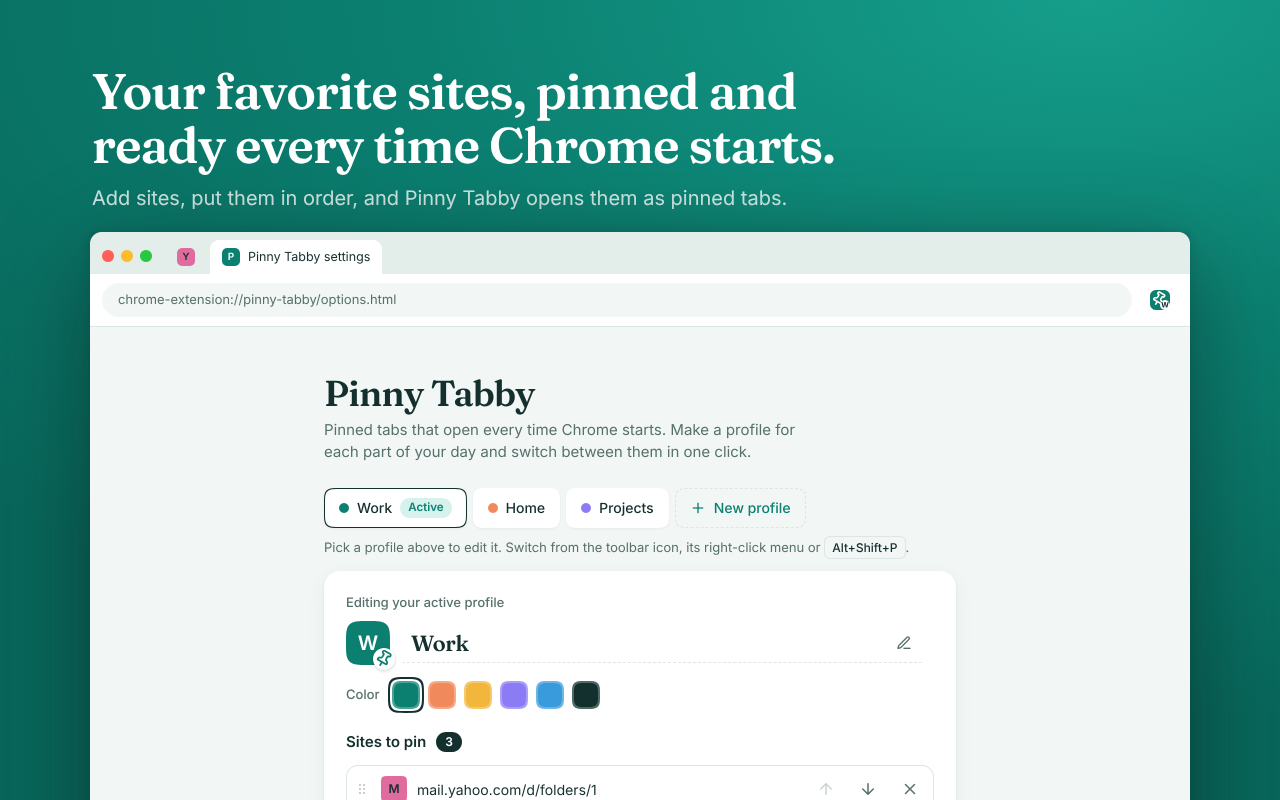 Your favorite sites, pinned and
ready every time Chrome starts.
Add sites, put them in order, and Pinny Tabby opens them as pinned tabs.
Y
P Pinny Tabby settings
chrome-extension://pinny-tabby/options.html
W
Pinny Tabby
Pinned tabs that open every time Chrome starts. Make a profile for
each part of your day and switch between them in one click.
Work Active Home Projects + New profile
Pick a profile above to edit it. Switch from the toolbar icon, its right-click menu or Alt+Shift+P.
Editing your active profile
W Work
Color
Sites to pin 3
M mail.yahoo.com/d/folders/1